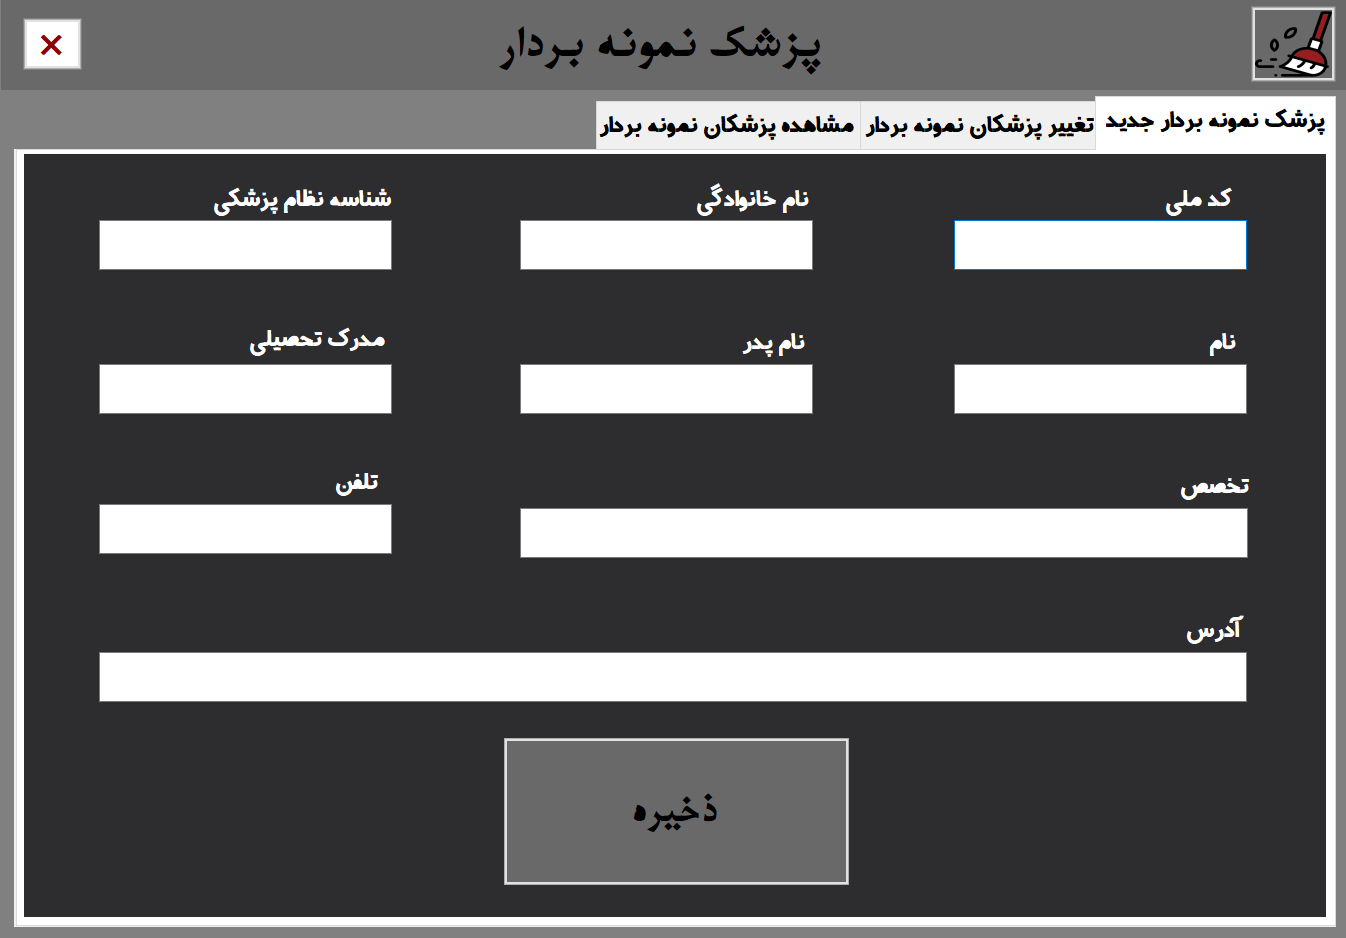 پزشک نمونه بردار
پزشک نمونه بردار جدید
تغییر پزشکان نمونه بردار
مشاهده پزشکان نمونه بردار
کد ملی
نام خانوادگی
شناسه نظام پزشکی
نام
نام پدر
مدرک تحصیلی
تخصص
تلفن
آدرس
ذخیره